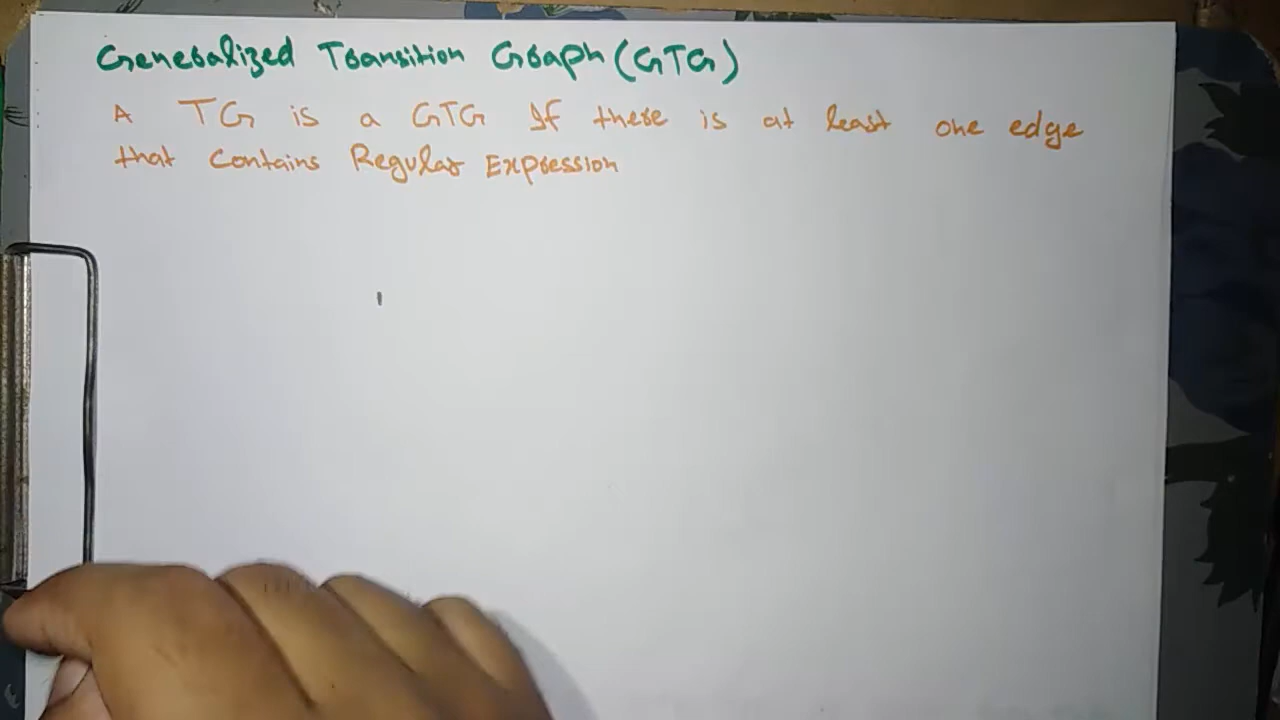 Generalized Transition Graph (GTG)
A TG is a GTG If there is at least one edge
that Contains Regular Expression